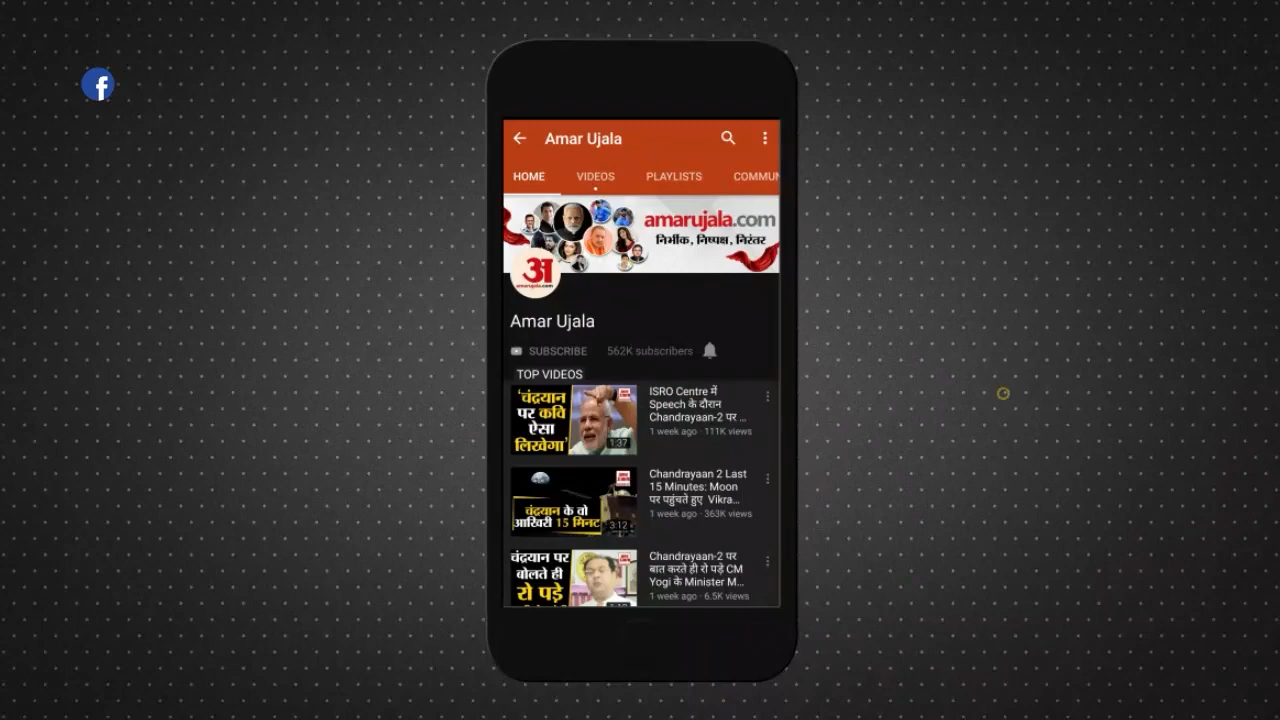 f
Amar Ujala
HOME VIDEOS PLAYLISTS COMMUN
amarujala.com
निर्भीक, निष्पक्ष, निरंतर
अ
amarujala.com
Amar Ujala
SUBSCRIBE 562K subscribers
TOP VIDEOS
'चंद्रयान
पर कवि
ऐसा
लिखेगा'
1:37
ISRO Centre में
Speech के दौरान
Chandrayaan-2 पर ...
1 week ago · 111K views
चंद्रयान के वो
आखिरी 15 मिनट
3:12
Chandrayaan 2 Last
15 Minutes: Moon
पर पहुंचते हुए Vikra...
1 week ago · 363K views
चंद्रयान पर
बोलते ही
रो पड़े
Chandrayaan-2 पर
बात करते ही रो पड़े CM
Yogi के Minister M...
1 week ago · 6.5K views